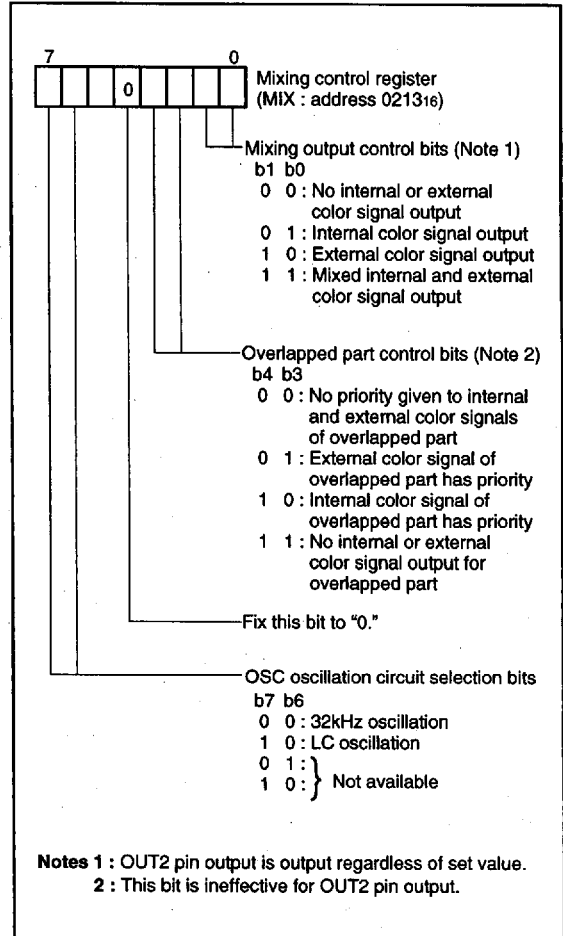 7 0
0
Mixing control register
(MIX : address 021316)
Mixing output control bits (Note 1)
b1 b0
0 0 : No internal or external
color signal output
0 1 : Internal color signal output
1 0 : External color signal output
1 1 : Mixed internal and external
color signal output
Overlapped part control bits (Note 2)
b4 b3
0 0 : No priority given to internal
and external color signals
of overlapped part
0 1 : External color signal of
overlapped part has priority
1 0 : Internal color signal of
overlapped part has priority
1 1 : No internal or external
color signal output for
overlapped part
Fix this bit to “0.”
OSC oscillation circuit selection bits
b7 b6
0 0 : 32kHz oscillation
1 0 : LC oscillation
0 1 :
1 0 : } Not available
Notes 1 : OUT2 pin output is output regardless of set value.
2 : This bit is ineffective for OUT2 pin output.